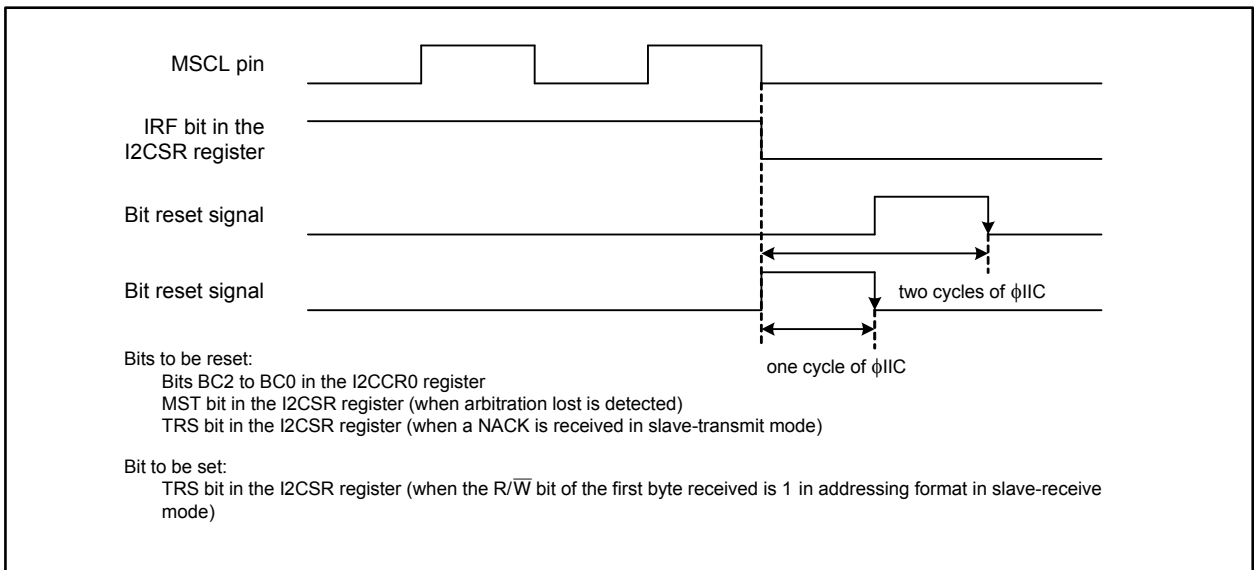 MSCL pin
IRF bit in the
I2CSR register
Bit reset signal
Bit reset signal
two cycles of ϕIIC
one cycle of ϕIIC
Bits to be reset:
Bits BC2 to BC0 in the I2CCR0 register
MST bit in the I2CSR register (when arbitration lost is detected)
TRS bit in the I2CSR register (when a NACK is received in slave-transmit mode)
Bit to be set:
TRS bit in the I2CSR register (when the R/W̅ bit of the first byte received is 1 in addressing format in slave-receive
mode)